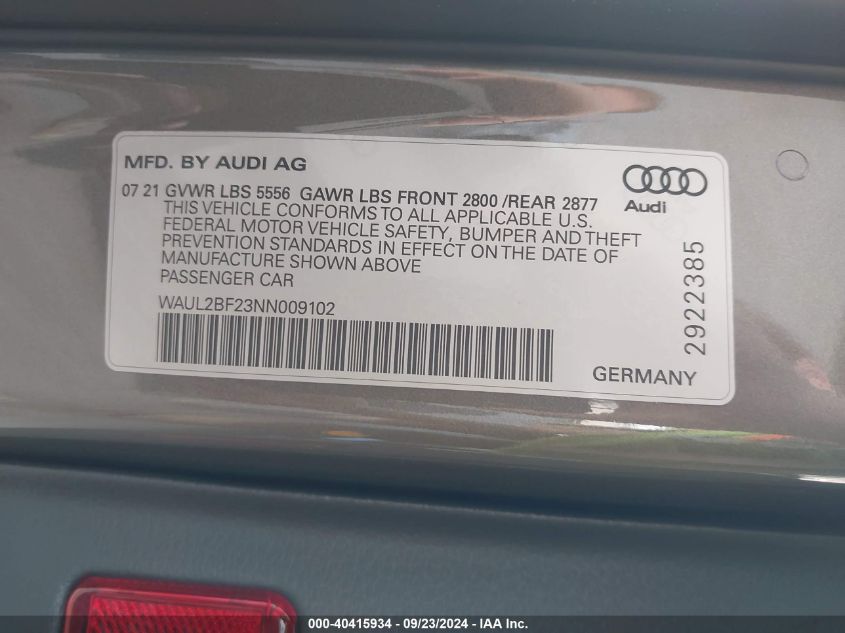 MFD. BY AUDI AG
07 21 GVWR LBS 5556 GAWR LBS FRONT 2800 /REAR 2877
THIS VEHICLE CONFORMS TO ALL APPLICABLE U.S.
FEDERAL MOTOR VEHICLE SAFETY, BUMPER AND THEFT
PREVENTION STANDARDS IN EFFECT ON THE DATE OF
MANUFACTURE SHOWN ABOVE
PASSENGER CAR
WAUL2BF23NN009102
Audi
2922385
GERMANY
000-40415934 - 09/23/2024 - IAA Inc.